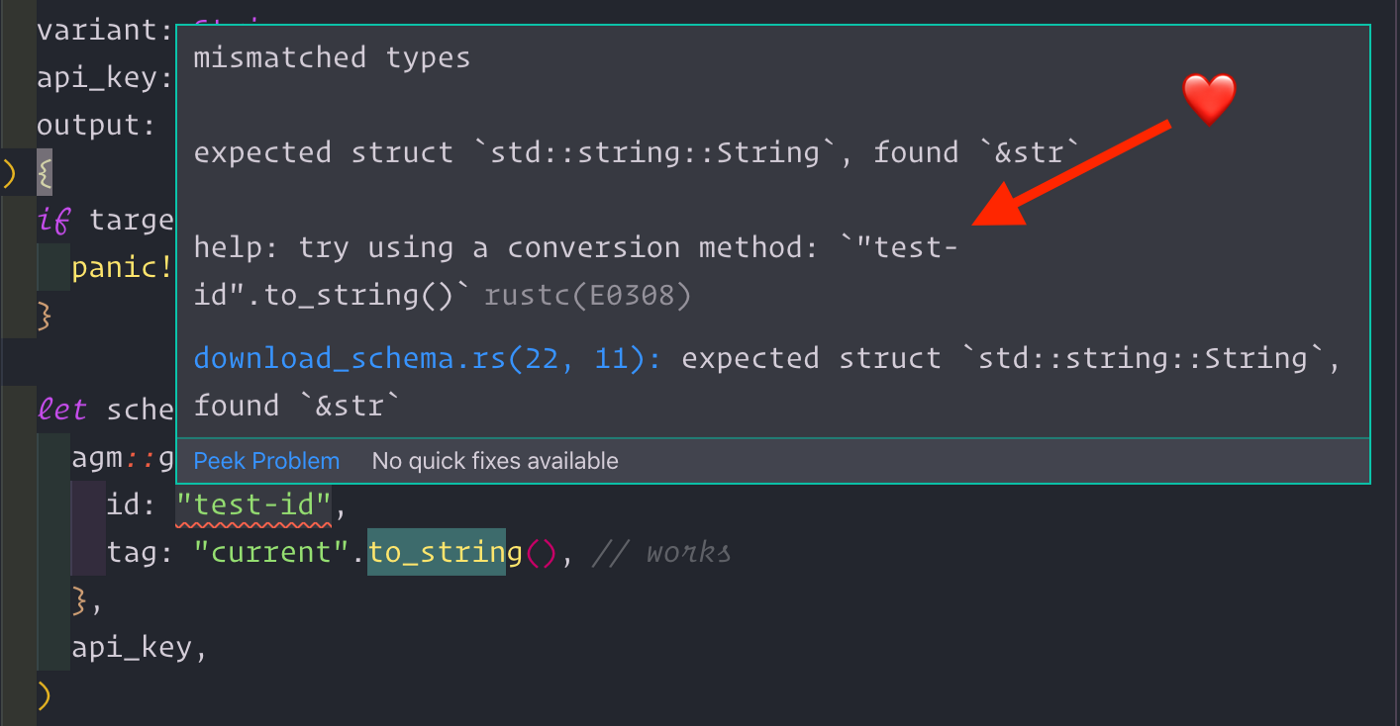 variant:
mismatched types
api_key:
output:
expected struct `std::string::String`, found `&str`
) {
if targe
help: try using a conversion method: `"test-
panic!
id".to_string()` rustc(E0308)
}
download_schema.rs(22, 11): expected struct `std::string::String`,
found `&str`
let sche
agm::g
Peek Problem No quick fixes available
id: "test-id",
tag: "current".to_string(), // works
},
api_key,
)